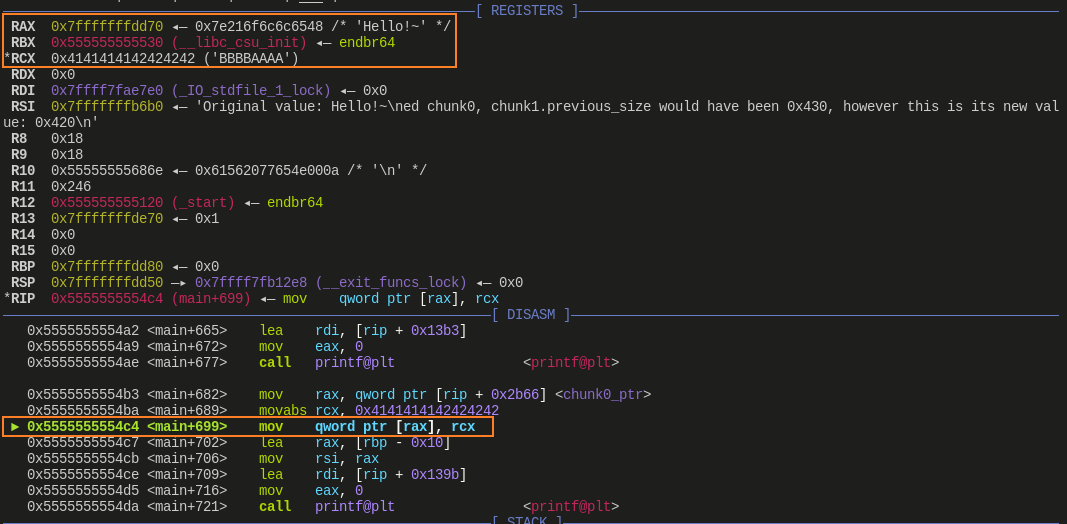 [ REGISTERS ]
RAX 0x7fffffffdd70 ◂— 0x7e216f6c6c6548 /* 'Hello!~' */
RBX 0x555555555530 (__libc_csu_init) ◂— endbr64
*RCX 0x4141414142424242 ('BBBBAAAA')
RDX 0x0
RDI 0x7ffff7fae7e0 (_IO_stdfile_1_lock) ◂— 0x0
RSI 0x7fffffffb6b0 ◂— 'Original value: Hello!~\ned chunk0, chunk1.previous_size would have been 0x430, however this is its new val
ue: 0x420\n'
R8 0x18
R9 0x18
R10 0x55555555686e ◂— 0x61562077654e000a /* '\n' */
R11 0x246
R12 0x555555555120 (_start) ◂— endbr64
R13 0x7fffffffde70 ◂— 0x1
R14 0x0
R15 0x0
RBP 0x7fffffffdd80 ◂— 0x0
RSP 0x7fffffffdd50 —▸ 0x7ffff7fb12e8 (__exit_funcs_lock) ◂— 0x0
*RIP 0x5555555554c4 (main+699) ◂— mov qword ptr [rax], rcx
[ DISASM ]
0x5555555554a2 <main+665> lea rdi, [rip + 0x13b3]
0x5555555554a9 <main+672> mov eax, 0
0x5555555554ae <main+677> call printf@plt <printf@plt>
0x5555555554b3 <main+682> mov rax, qword ptr [rip + 0x2b66] <chunk0_ptr>
0x5555555554ba <main+689> movabs rcx, 0x4141414142424242
► 0x5555555554c4 <main+699> mov qword ptr [rax], rcx
0x5555555554c7 <main+702> lea rax, [rbp - 0x10]
0x5555555554cb <main+706> mov rsi, rax
0x5555555554ce <main+709> lea rdi, [rip + 0x139b]
0x5555555554d5 <main+716> mov eax, 0
0x5555555554da <main+721> call printf@plt <printf@plt>
[ STACK ]